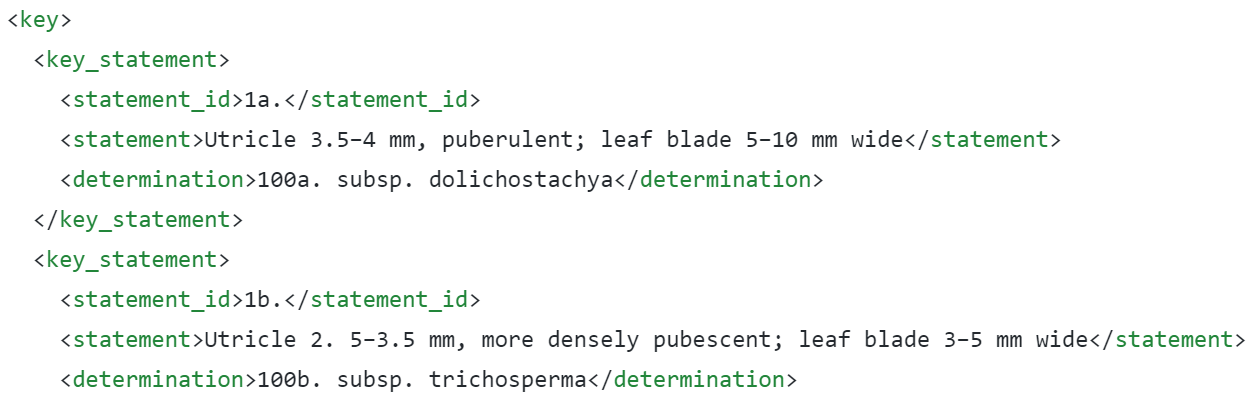 <key>
<key_statement>
<statement_id>1a.</statement_id>
<statement>Utricle 3.5–4 mm, puberulent; leaf blade 5–10 mm wide</statement>
<determination>100a. subsp. dolichostachya</determination>
</key_statement>
<key_statement>
<statement_id>1b.</statement_id>
<statement>Utricle 2. 5–3.5 mm, more densely pubescent; leaf blade 3–5 mm wide</statement>
<determination>100b. subsp. trichosperma</determination>